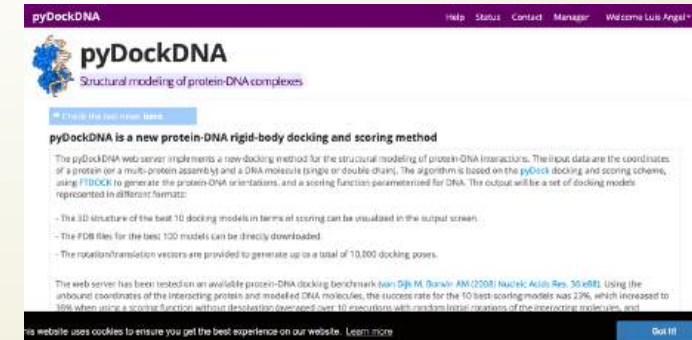 pyDockDNA
Help Status Contact Manager Welcome Luis Angel
pyDockDNA
Structural modeling of protein-DNA complexes
Check the last news here.
pyDockDNA is a new protein-DNA rigid-body docking and scoring method
The pyDockDNA web server implements a new docking method for the structural modeling of protein-DNA interactions. The input data are the coordinates
of a protein (or a multi-protein assembly) and a DNA molecule (single or double chain). The algorithm is based on the pyDock docking and scoring scheme,
using FTDOCK to generate the protein-DNA orientations, and a scoring function parameterized for DNA. The output will be a set of docking models
represented in different formats:
- The 3D structure of the best 10 docking models in terms of scoring can be visualized in the output screen.
- The PDB files for the best 100 models can be directly downloaded.
- The rotation/translation vectors are provided to generate up to a total of 10,000 docking poses.
The web server has been tested on an available protein-DNA docking benchmark (van Dijk M, Bonvin AM (2008) Nucleic Acids Res. 36:e88). Using the
unbound coordinates of the interacting protein and modelled DNA molecules, the success rate for the 10 best-scoring models was 23%, which increased to
36% when using a scoring function without desolvation (averaged over 10 executions with random initial rotations of the interacting molecules, and
his website uses cookies to ensure you get the best experience on our website. Learn more
Got it!